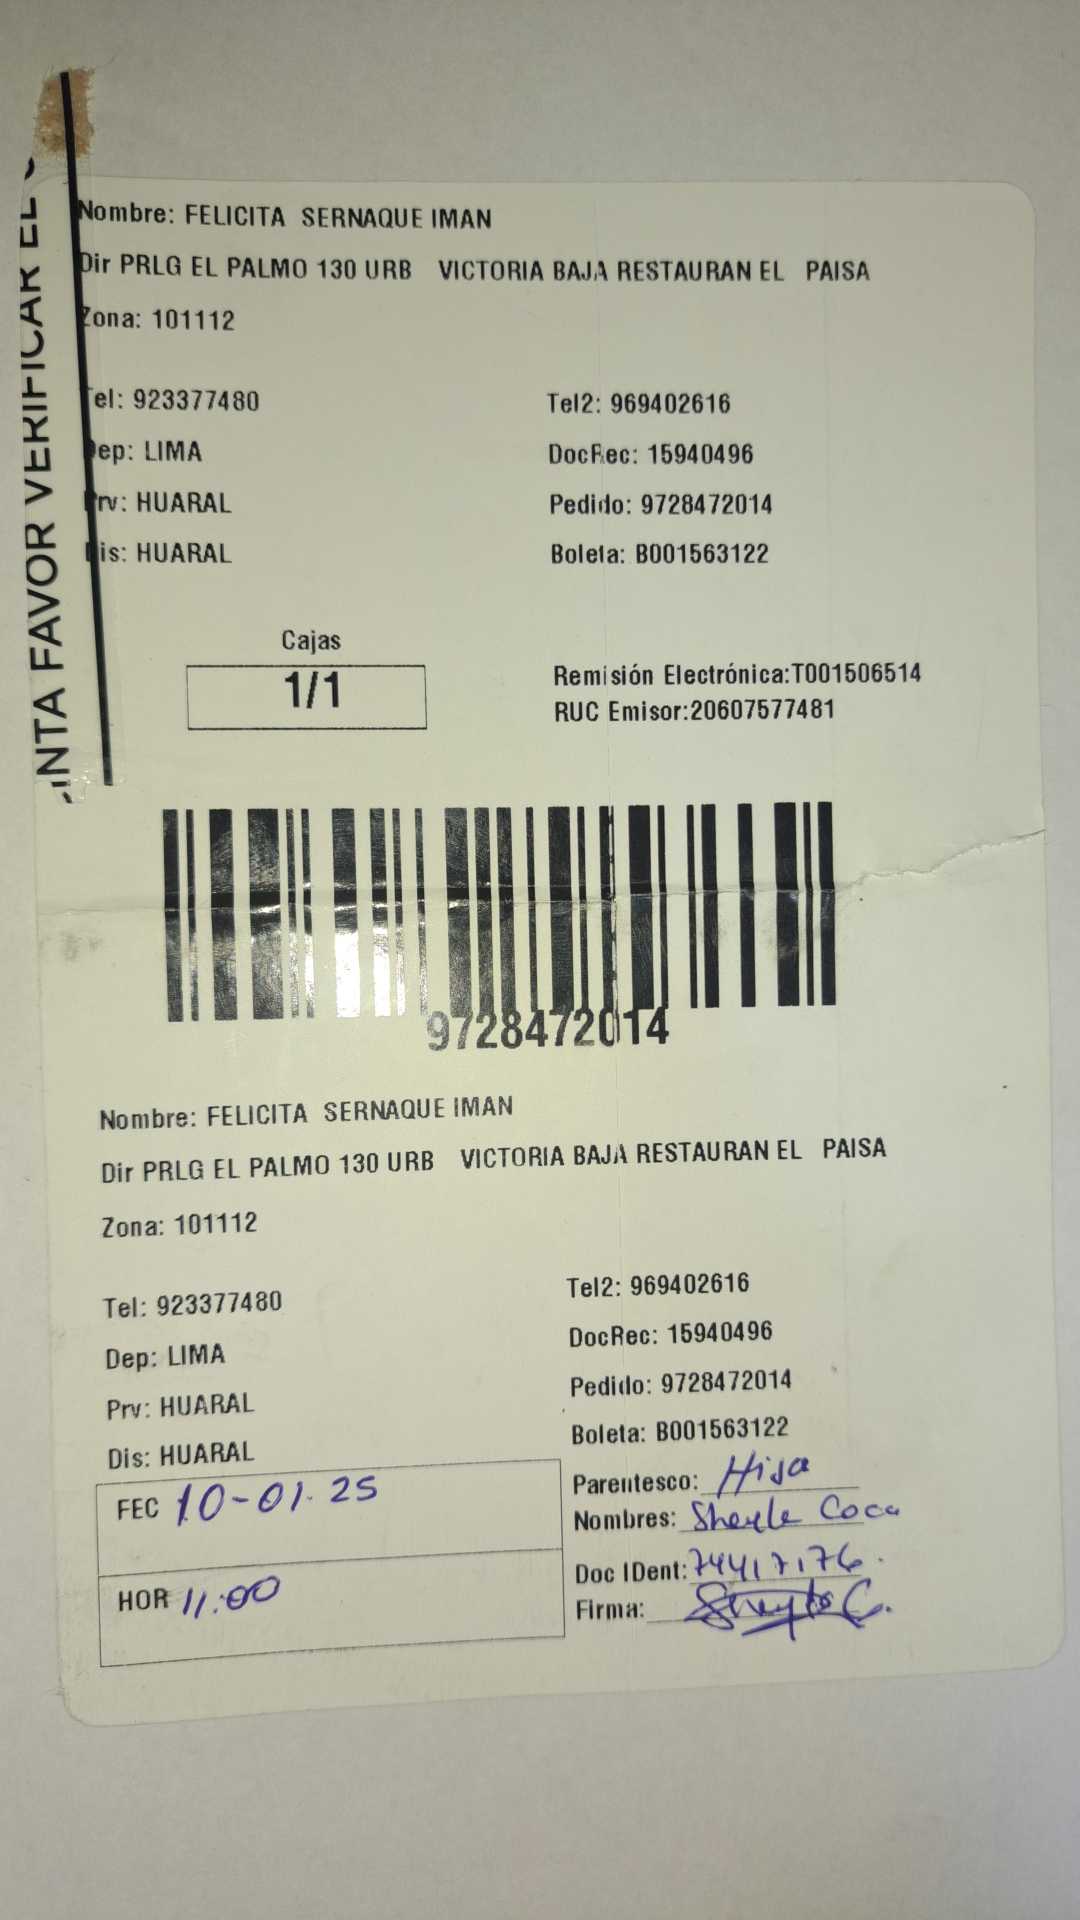 INTA FAVOR VERIFICAR EL
Nombre: FELICITA SERNAQUE IMAN
Dir PRLG EL PALMO 130 URB VICTORIA BAJA RESTAURAN EL PAISA
Zona: 101112
Tel: 923377480 Tel2: 969402616
Dep: LIMA DocRec: 15940496
Prv: HUARAL Pedido: 9728472014
Dis: HUARAL Boleta: B001563122
Cajas
1/1
Remisión Electrónica:T001506514
RUC Emisor:20607577481
9728472014
Nombre: FELICITA SERNAQUE IMAN
Dir PRLG EL PALMO 130 URB VICTORIA BAJA RESTAURAN EL PAISA
Zona: 101112
Tel: 923377480 Tel2: 969402616
Dep: LIMA DocRec: 15940496
Prv: HUARAL Pedido: 9728472014
Dis: HUARAL Boleta: B001563122
FEC 10-01-25 Parentesco: Hija
Nombres: Sheyla Coca
HOR 11:00 Doc IDent: 74417176
Firma: Sheyla C.